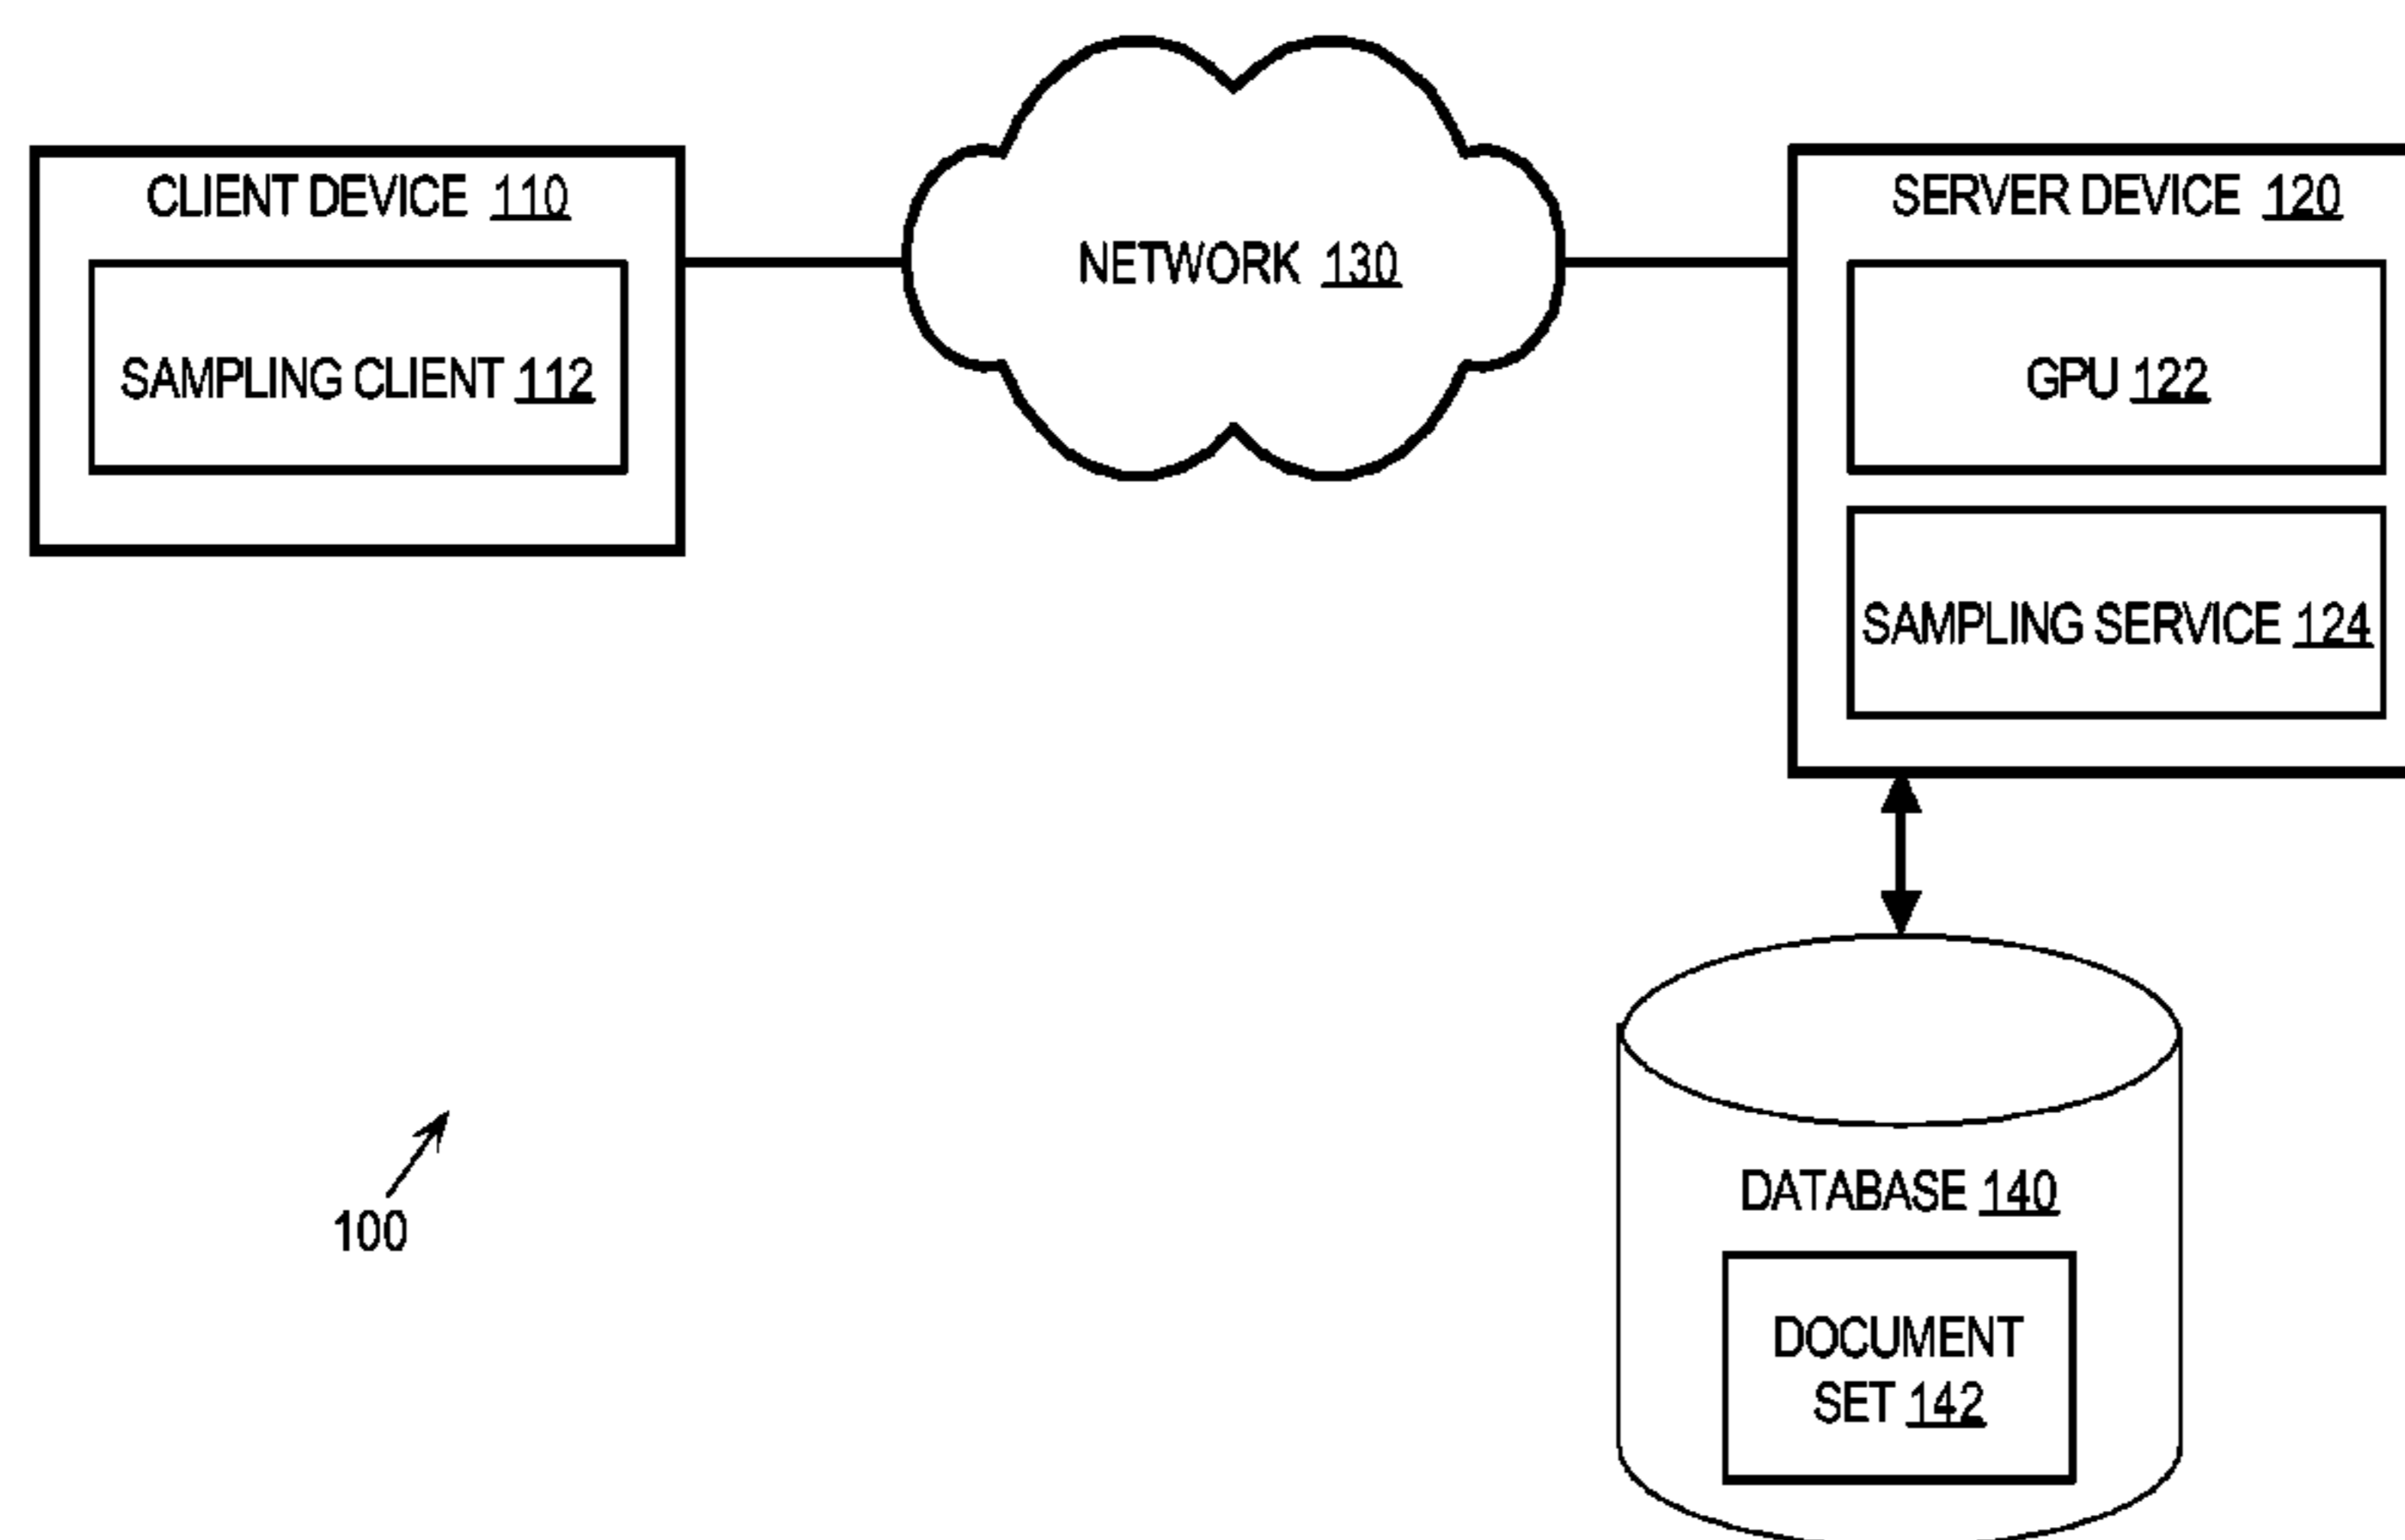 CLIENT DEVICE 110
SAMPLING CLIENT 112
NETWORK 130
SERVER DEVICE 120
GPU 122
SAMPLING SERVICE 124
DATABASE 140
DOCUMENT
SET 142
100